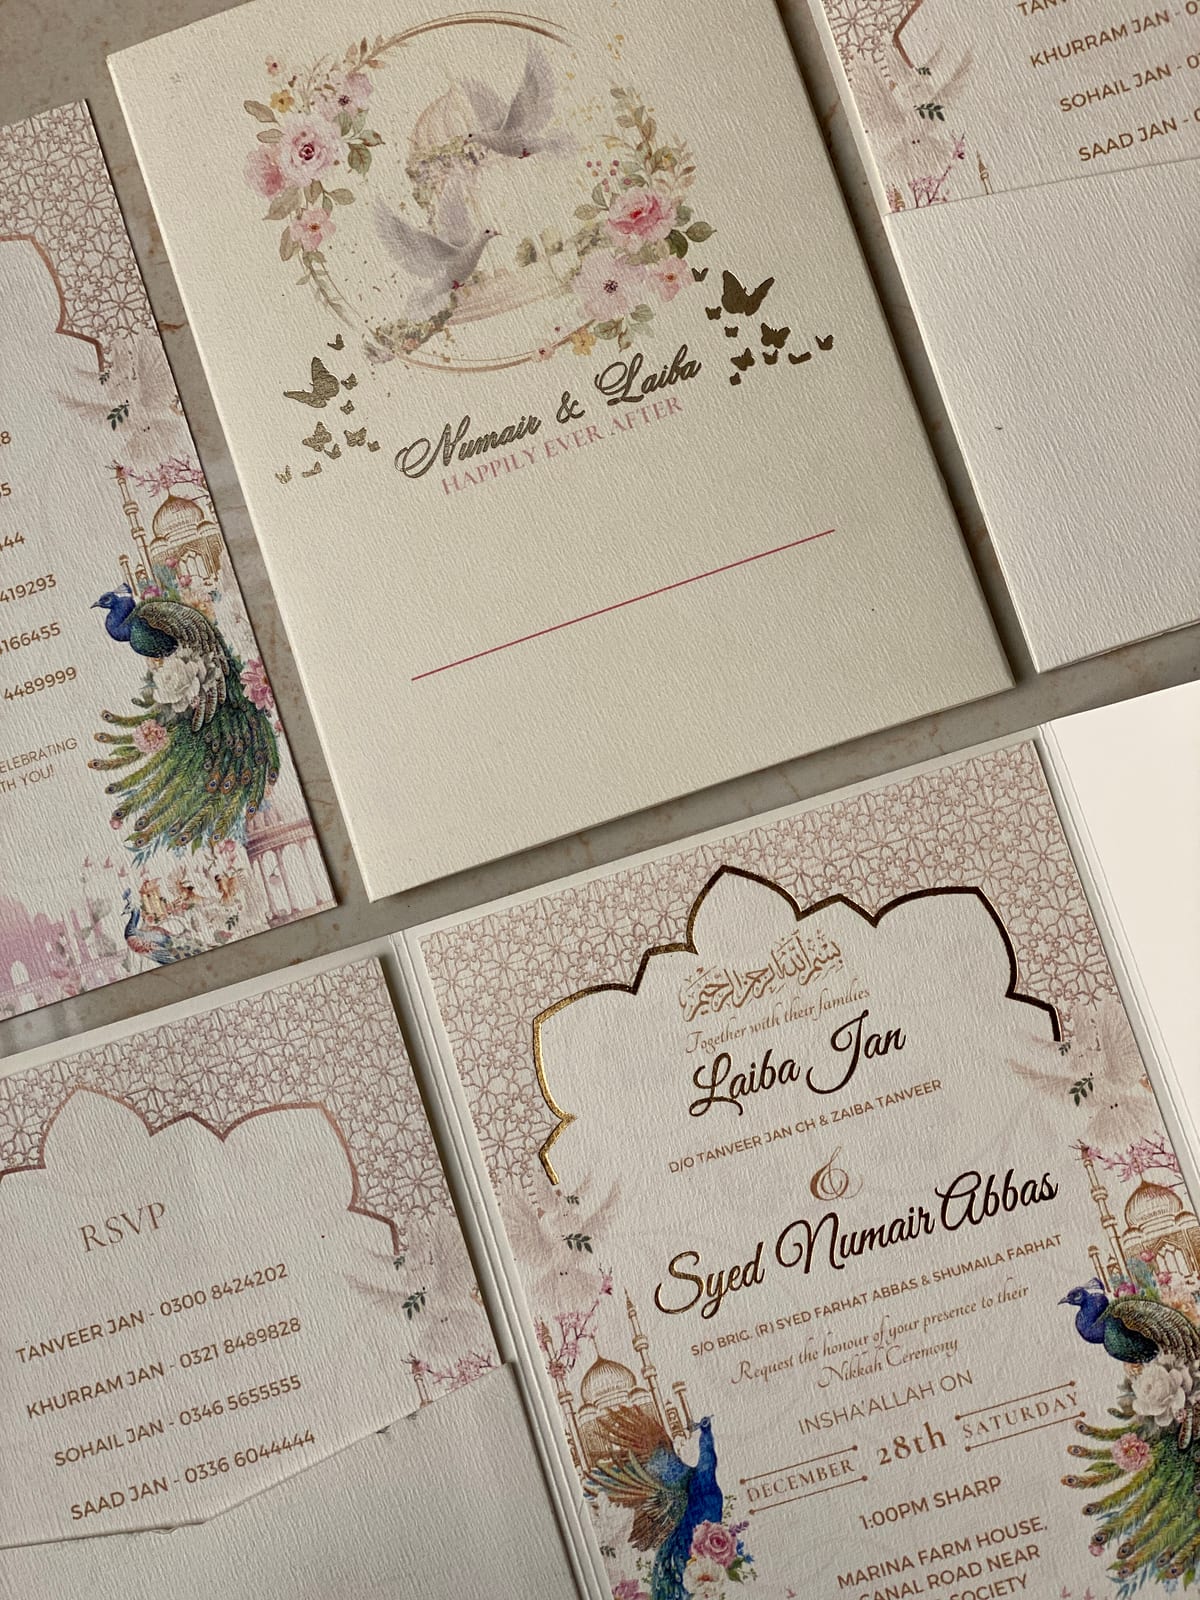 Numair & Laiba
HAPPILY EVER AFTER
KHURRAM JAN - 0
SOHAIL JAN - 0
SAAD JAN -
8
5
44
419293
166455
4489999
ELEBRATING
TH YOU!
RSVP
TANVEER JAN - 0300 8424202
KHURRAM JAN - 0321 8489828
SOHAIL JAN - 0346 5655555
SAAD JAN - 0336 6044444
بسم الله الرحمن الرحيم
Together with their families
Laiba Jan
D/O TANVEER JAN CH & ZAIBA TANVEER
&
Syed Numair Abbas
S/O BRIG. (R) SYED FARHAT ABBAS & SHUMAILA FARHAT
Request the honour of your presence to their
Nikkah Ceremony
INSHA'ALLAH ON
DECEMBER 28th SATURDAY
1:00PM SHARP
MARINA FARM HOUSE,
CANAL ROAD NEAR
SOCIETY